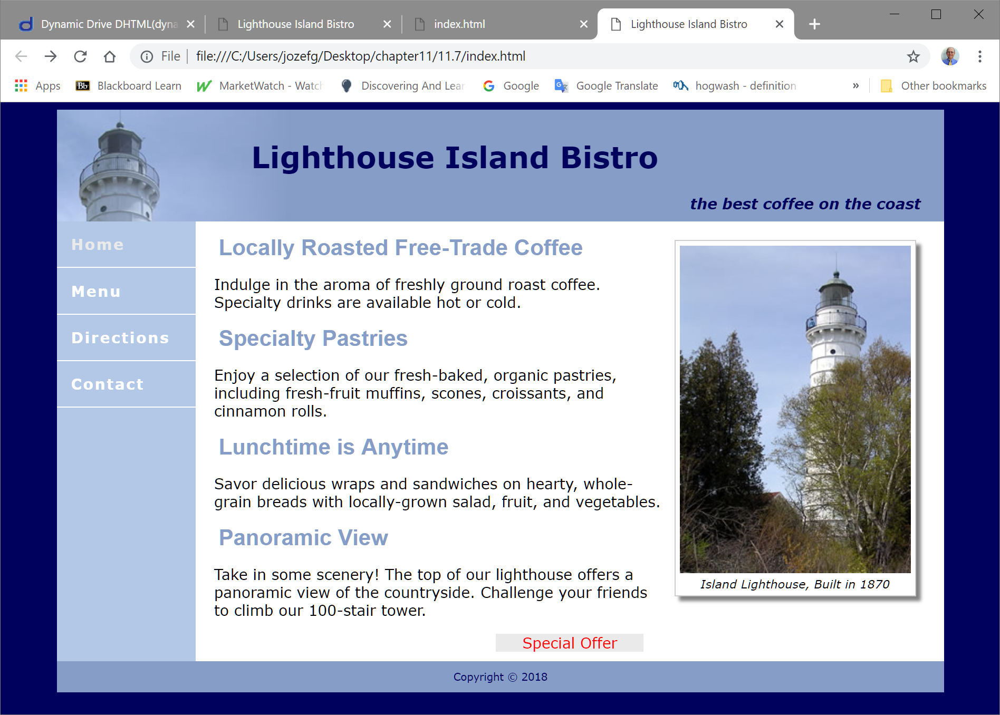 Dynamic Drive DHTML(dyna
Lighthouse Island Bistro
index.html
Lighthouse Island Bistro
File
file:///C:/Users/jozefg/Desktop/chapter11/11.7/index.html
Apps
Bb Blackboard Learn
MarketWatch - Watch
Discovering And Lear
Google
Google Translate
hogwash - definition
»
Other bookmarks
Lighthouse Island Bistro
the best coffee on the coast
Home
Menu
Directions
Contact
Locally Roasted Free-Trade Coffee
Indulge in the aroma of freshly ground roast coffee.
Specialty drinks are available hot or cold.
Specialty Pastries
Enjoy a selection of our fresh-baked, organic pastries,
including fresh-fruit muffins, scones, croissants, and
cinnamon rolls.
Lunchtime is Anytime
Savor delicious wraps and sandwiches on hearty, whole-
grain breads with locally-grown salad, fruit, and vegetables.
Panoramic View
Take in some scenery! The top of our lighthouse offers a
panoramic view of the countryside. Challenge your friends
to climb our 100-stair tower.
Island Lighthouse, Built in 1870
Special Offer
Copyright © 2018